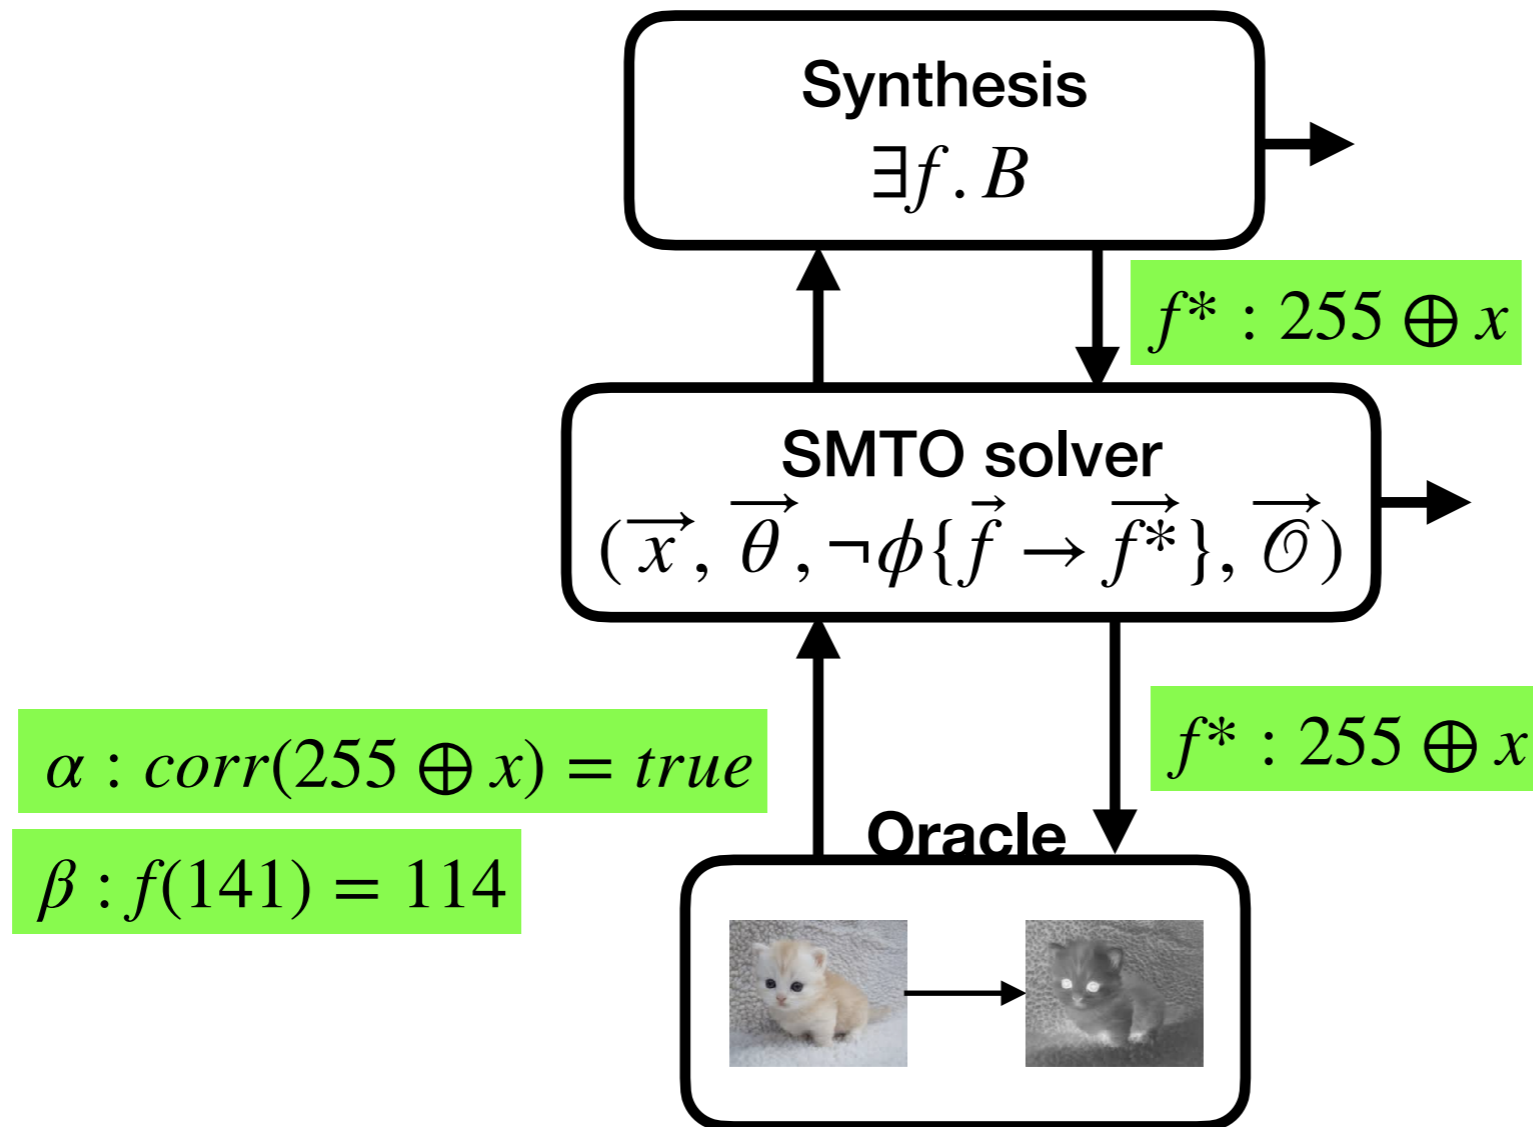 Synthesis
∃f . B
f* : 255 ⊕ x
SMTO solver
(x⃗, θ⃗, ¬ϕ{f⃗ → f*⃗}, 𝒪⃗)
f* : 255 ⊕ x
α : corr(255 ⊕ x) = true
β : f(141) = 114
Oracle